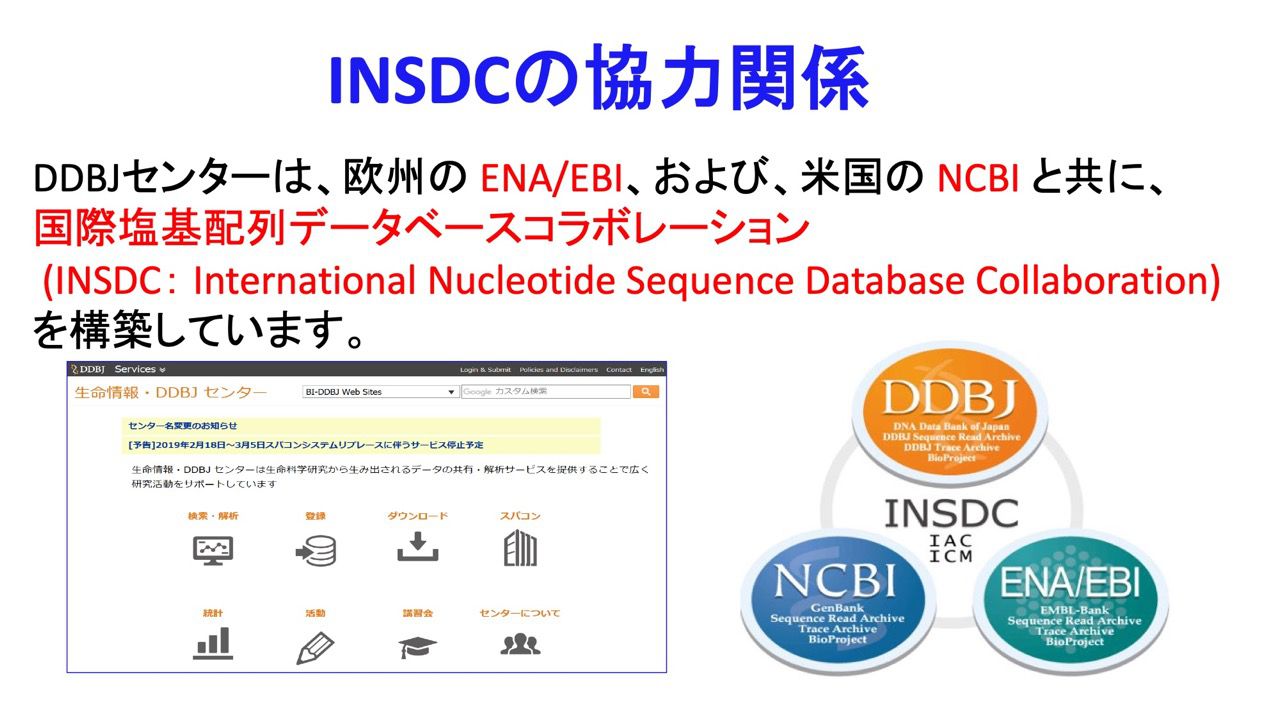 INSDCの協力関係
DDBJセンターは、欧州の ENA/EBI、および、米国の NCBI と共に、
国際塩基配列データベースコラボレーション
(INSDC： International Nucleotide Sequence Database Collaboration)
を構築しています。
DDBJ Services
Login & Submit Policies and Disclaimers Contact English
生命情報・DDBJ センター
BI-DDBJ Web Sites
Google カスタム検索
センター名変更のお知らせ
[予告]2019年2月18日～3月5日スパコンシステムリプレースに伴うサービス停止予定
生命情報・DDBJ センターは生命科学研究から生み出されるデータの共有・解析サービスを提供することで広く
研究活動をサポートしています
検索・解析 登録 ダウンロード スパコン
統計 活動 講習会 センターについて
DDBJ
DNA Data Bank of Japan
DDBJ Sequence Read Archive
DDBJ Trace Archive
BioProject
INSDC
IAC
ICM
NCBI
GenBank
Sequence Read Archive
Trace Archive
BioProject
ENA/EBI
EMBL-Bank
Sequence Read Archive
Trace Archive
BioProject